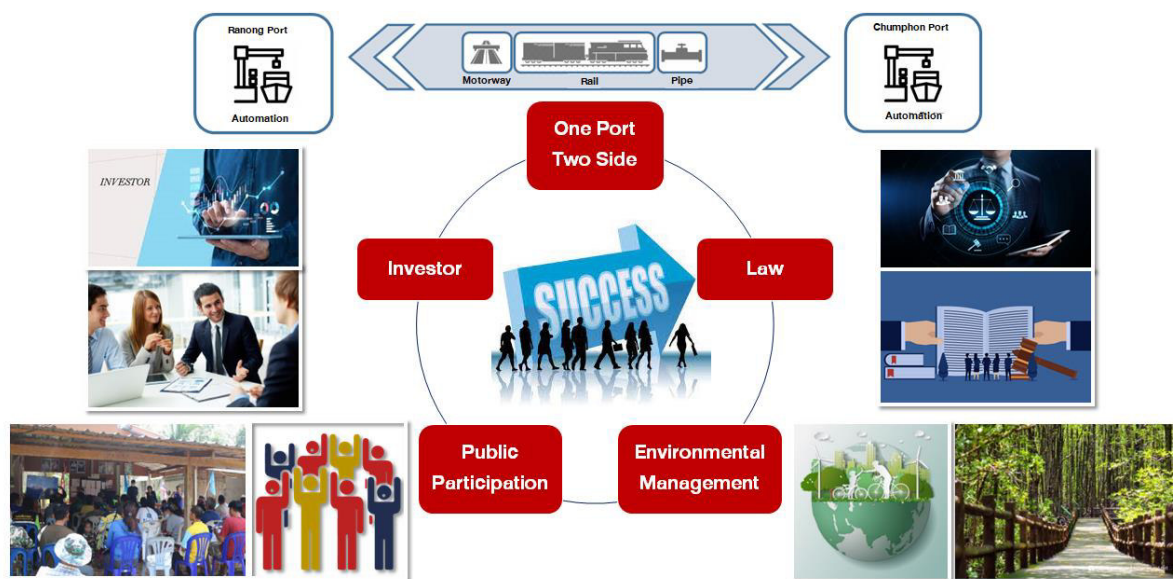 Ranong Port
Automation
Motorway
Rail
Pipe
Chumphon Port
Automation
One Port
Two Side
INVESTOR
Investor
SUCCESS
Law
Public
Participation
Environmental
Management